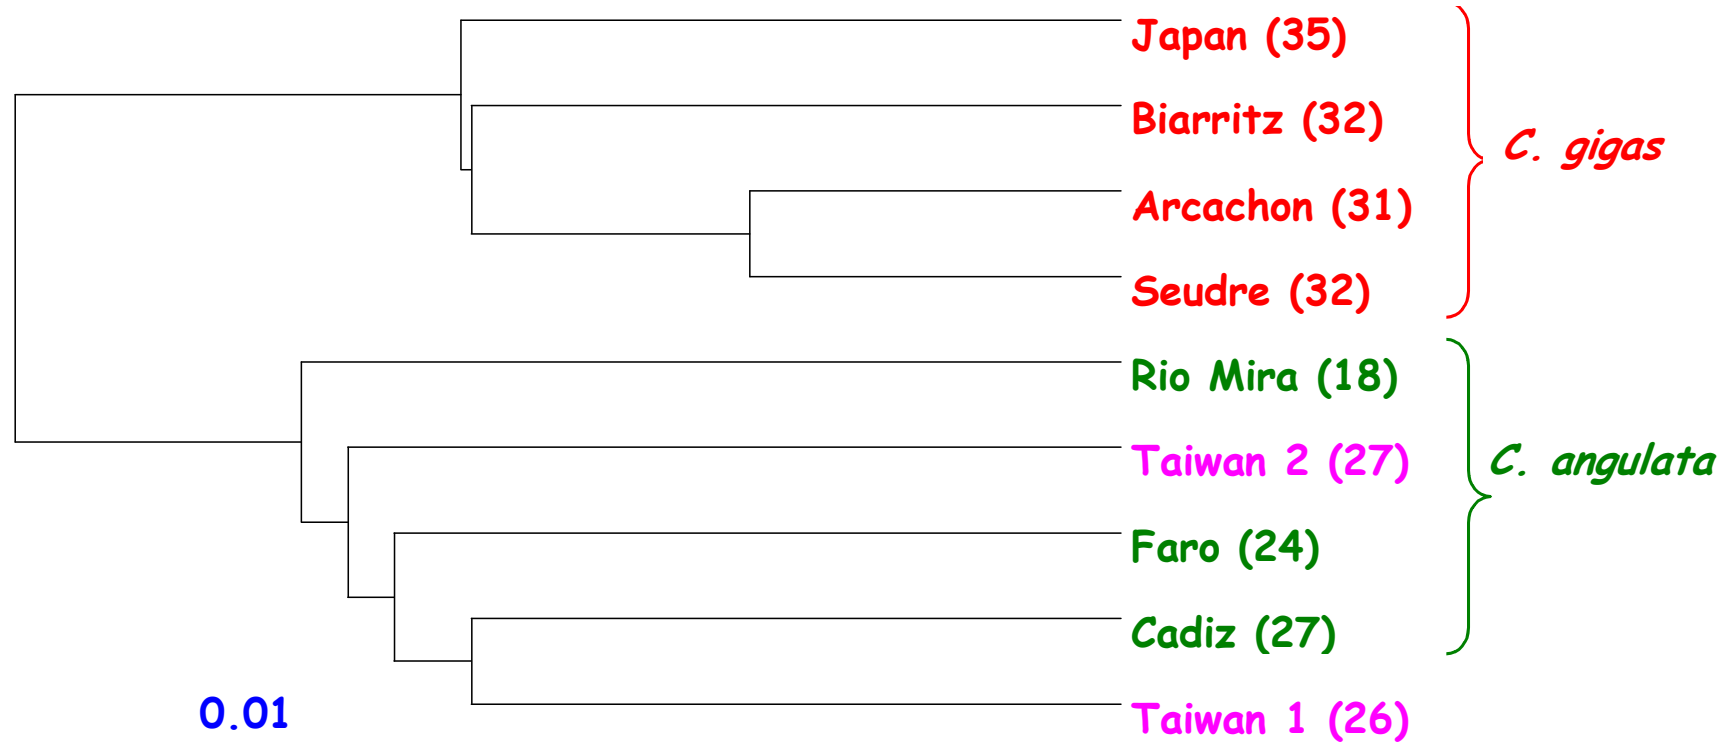 Japan (35)
Biarritz (32)
C. gigas
Arcachon (31)
Seudre (32)
Rio Mira (18)
Taiwan 2 (27)
C. angulata
Faro (24)
Cadiz (27)
0.01
Taiwan 1 (26)